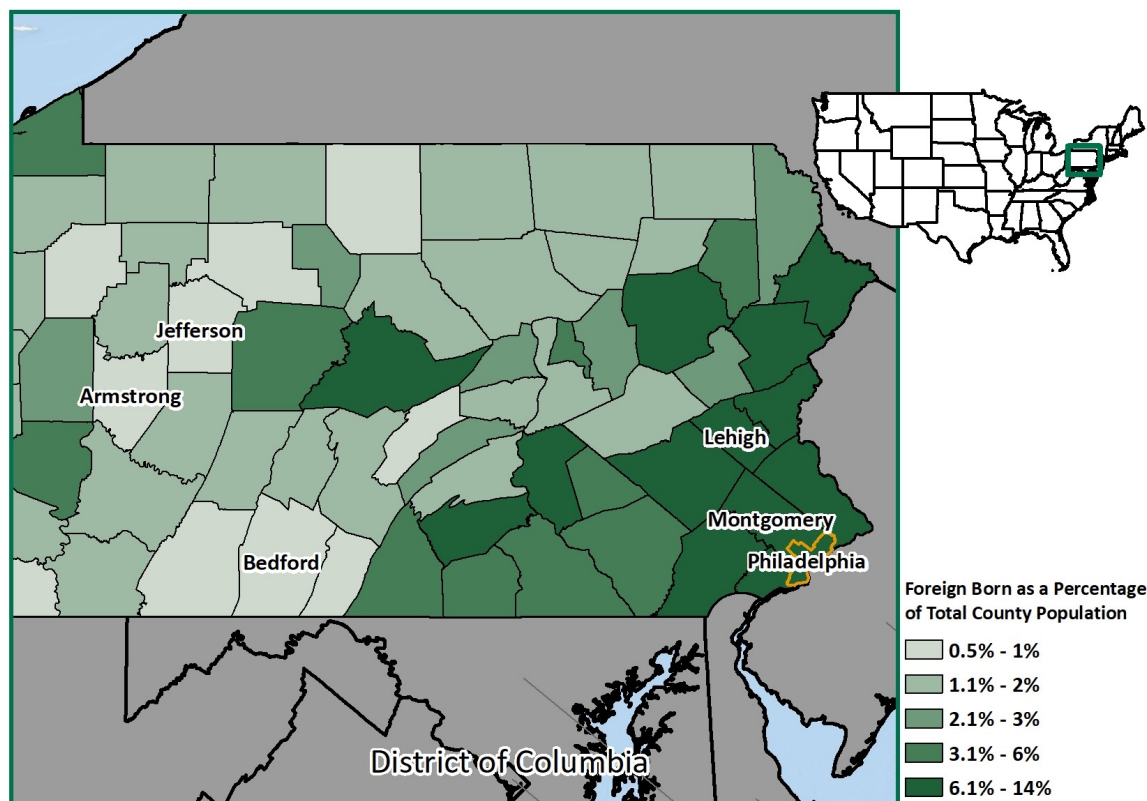 Jefferson
Armstrong
Lehigh
Montgomery
Bedford
Philadelphia
District of Columbia
Foreign Born as a Percentage
of Total County Population
0.5% - 1%
1.1% - 2%
2.1% - 3%
3.1% - 6%
6.1% - 14%